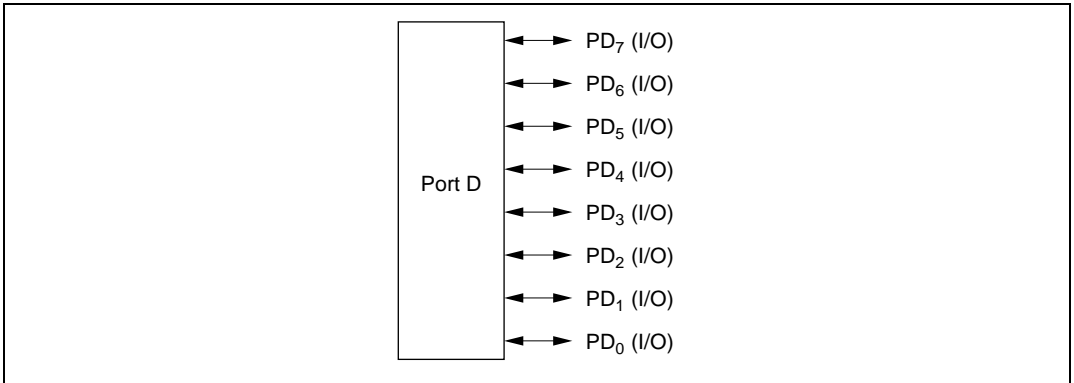 PD₇ (I/O)
PD₆ (I/O)
PD₅ (I/O)
PD₄ (I/O)
Port D
PD₃ (I/O)
PD₂ (I/O)
PD₁ (I/O)
PD₀ (I/O)